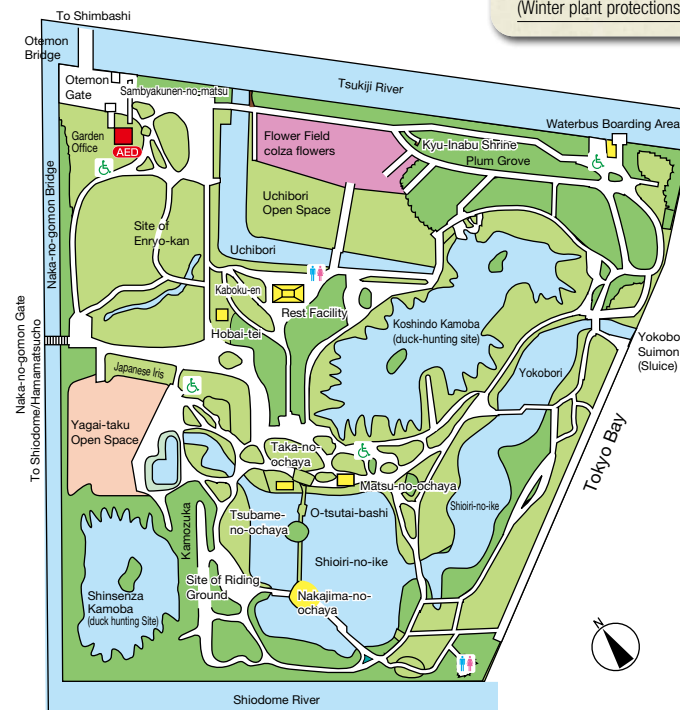 (Winter plant protections
To Shimbashi
Otemon
Bridge
Tsukiji River
Otemon
Gate
Sambyakunen-no-matsu
Garden
Office
AED
Flower Field
colza flowers
Kyu-Inabu Shrine
Plum Grove
Waterbus Boarding Area
Naka-no-gomon Bridge
Uchibori
Open Space
Site of
Enryo-kan
Uchibori
Kaboku-en
Rest Facility
Hobai-tei
Koshindo Kamoba
(duck-hunting site)
Yokobori
Yokobo
Suimon
(Sluice)
Naka-no-gomon Gate
To Shiodome/Hamamatsucho
Japanese Iris
Yagai-taku
Open Space
Tokyo Bay
Taka-no-
ochaya
Matsu-no-ochaya
Shioiri-no-ike
Tsubame-
no-ochaya
O-tsutai-bashi
Kamozuka
Shioiri-no-ike
Shinsenza
Kamoba
(duck hunting Site)
Site of Riding
Ground
Nakajima-no-
ochaya
N
Shiodome River